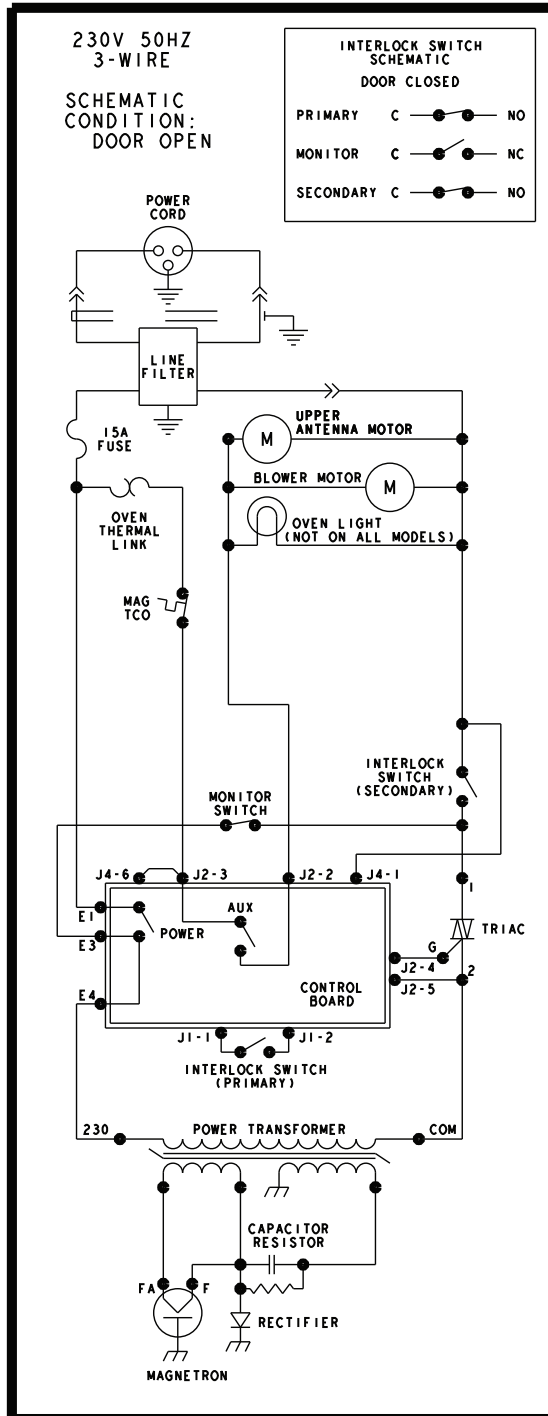 230V 50HZ
3-WIRE
SCHEMATIC
CONDITION:
DOOR OPEN
INTERLOCK SWITCH
SCHEMATIC
DOOR CLOSED
PRIMARY C NO
MONITOR C NC
SECONDARY C NO
POWER
CORD
LINE
FILTER
15A
FUSE
UPPER
ANTENNA MOTOR
M
BLOWER MOTOR
M
OVEN LIGHT
(NOT ON ALL MODELS)
OVEN
THERMAL
LINK
MAG
TCO
INTERLOCK
SWITCH
(SECONDARY)
MONITOR
SWITCH
J4-6
J2-3
J2-2
J4-1
1
E1
POWER
AUX
TRIAC
E3
G
J2-4
2
J2-5
E4
CONTROL
BOARD
J1-1
J1-2
INTERLOCK SWITCH
(PRIMARY)
230
POWER TRANSFORMER
COM
CAPACITOR
RESISTOR
FA
F
RECTIFIER
MAGNETRON